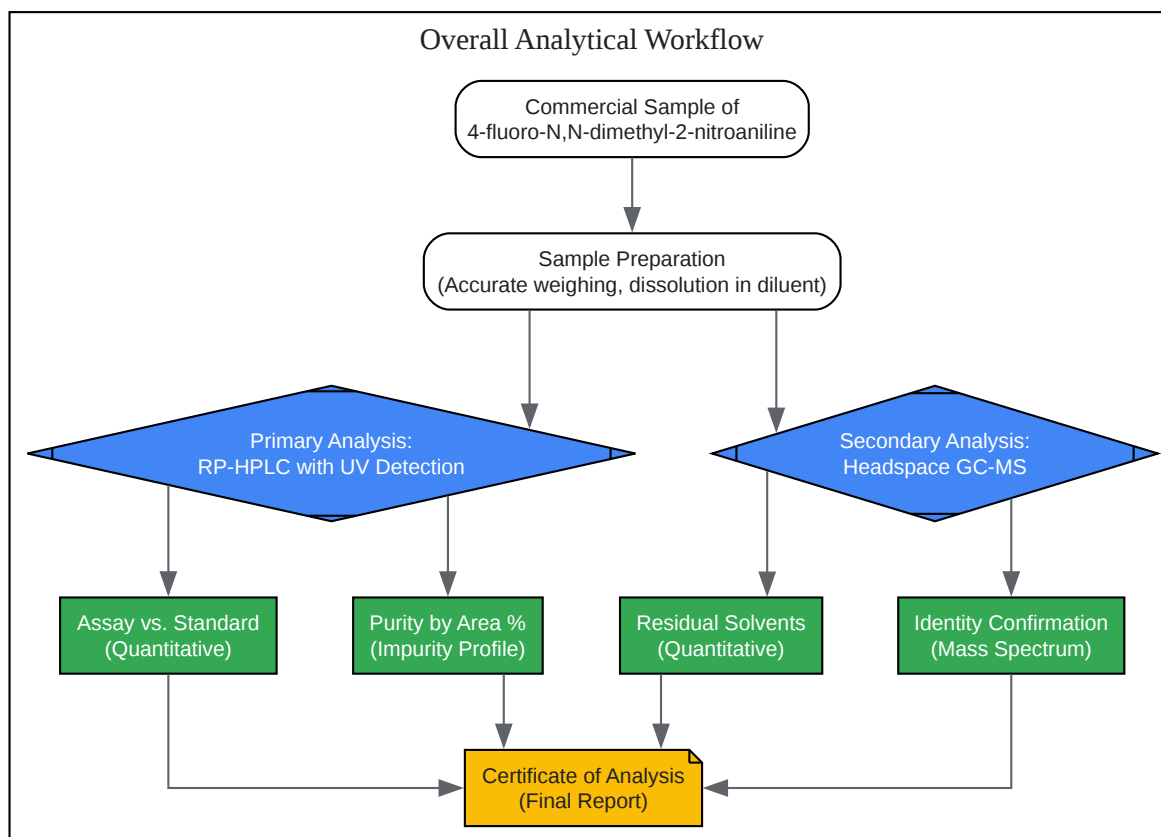 Overall Analytical Workflow
Commercial Sample of
4-fluoro-N,N-dimethyl-2-nitroaniline
Sample Preparation
(Accurate weighing, dissolution in diluent)
Primary Analysis:
RP-HPLC with UV Detection
Secondary Analysis:
Headspace GC-MS
Assay vs. Standard
(Quantitative)
Purity by Area %
(Impurity Profile)
Residual Solvents
(Quantitative)
Identity Confirmation
(Mass Spectrum)
Certificate of Analysis
(Final Report)